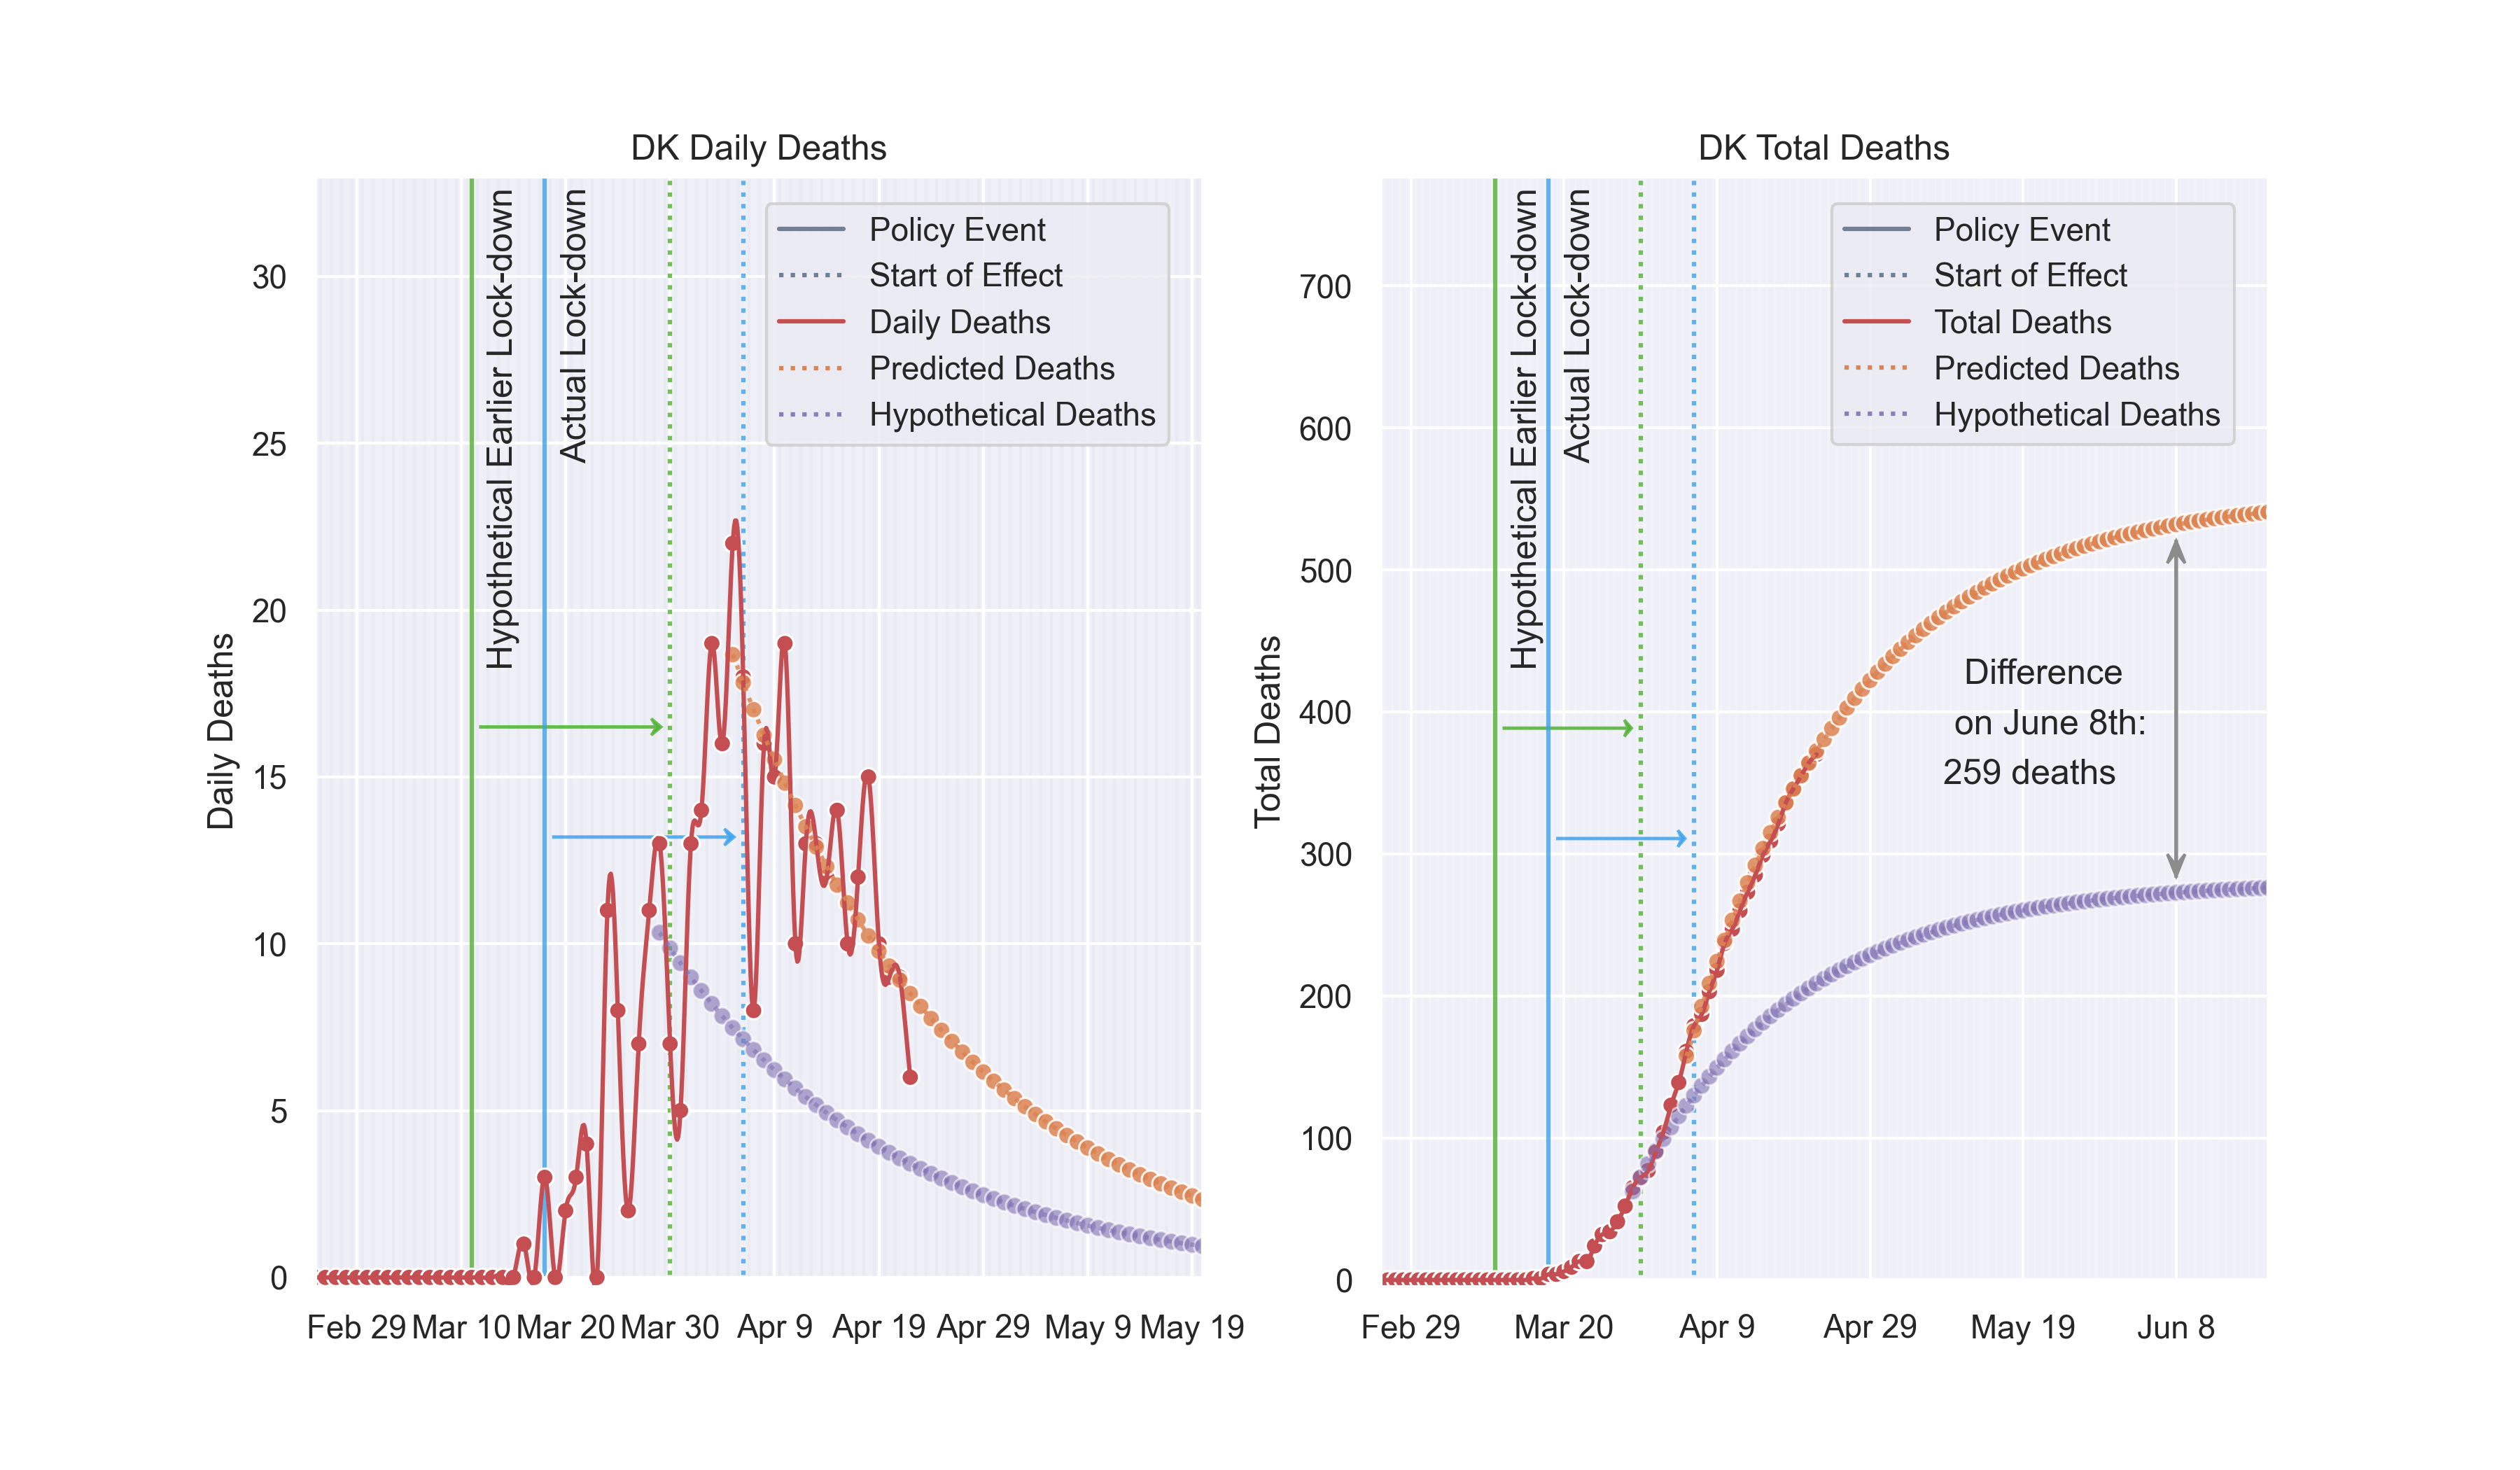 DK Daily Deaths
Daily Deaths
30
25
20
15
10
5
0
Feb 29 Mar 10 Mar 20 Mar 30 Apr 9 Apr 19 Apr 29 May 9 May 19
Hypothetical Earlier Lock-down
Actual Lock-down
Policy Event
Start of Effect
Daily Deaths
Predicted Deaths
Hypothetical Deaths
DK Total Deaths
Total Deaths
700
600
500
400
300
200
100
0
Feb 29 Mar 20 Apr 9 Apr 29 May 19 Jun 8
Hypothetical Earlier Lock-down
Actual Lock-down
Policy Event
Start of Effect
Total Deaths
Predicted Deaths
Hypothetical Deaths
Difference
on June 8th:
259 deaths